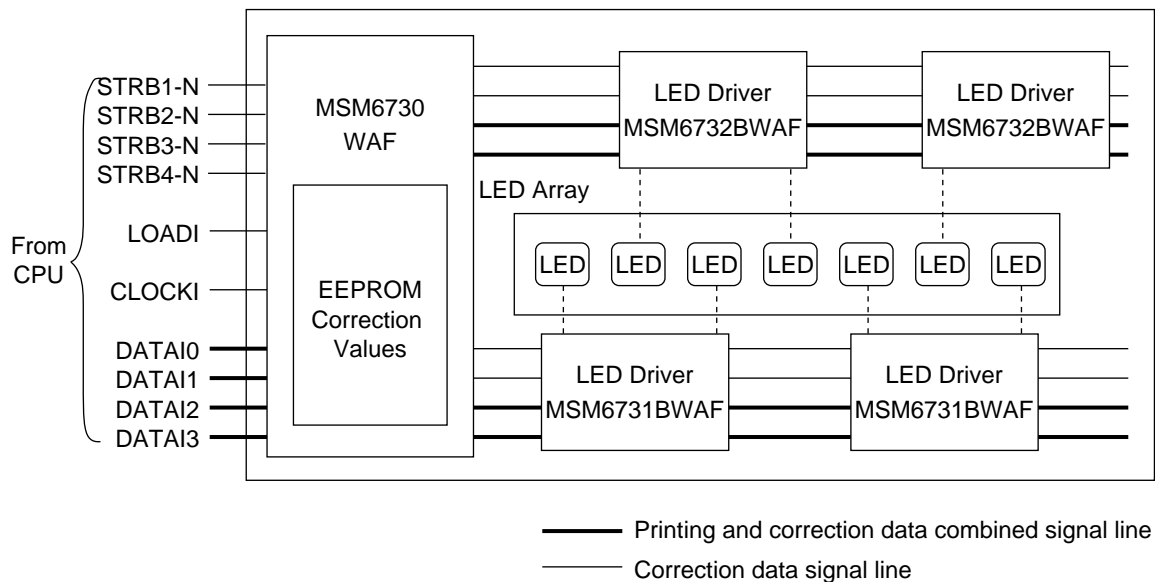 STRB1-N
STRB2-N
STRB3-N
STRB4-N
LOADI
CLOCKI
DATAI0
DATAI1
DATAI2
DATAI3
From
CPU
MSM6730
WAF
EEPROM
Correction
Values
LED Driver
MSM6732BWAF
LED Driver
MSM6732BWAF
LED Array
LED LED LED LED LED LED LED
LED Driver
MSM6731BWAF
LED Driver
MSM6731BWAF
Printing and correction data combined signal line
Correction data signal line